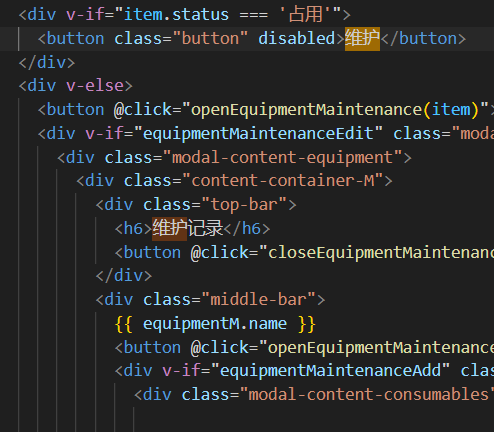 <div v-if="item.status === '占用'">
<button class="button" disabled>维护</button>
</div>
<div v-else>
<button @click="openEquipmentMaintenance(item)">
<div v-if="equipmentMaintenanceEdit" class="moda
<div class="modal-content-equipment">
<div class="content-container-M">
<div class="top-bar">
<h6>维护记录</h6>
<button @click="closeEquipmentMaintenanc
</div>
<div class="middle-bar">
{{ equipmentM.name }}
<button @click="openEquipmentMaintenance
<div v-if="equipmentMaintenanceAdd" clas
<div class="modal-content-consumables"